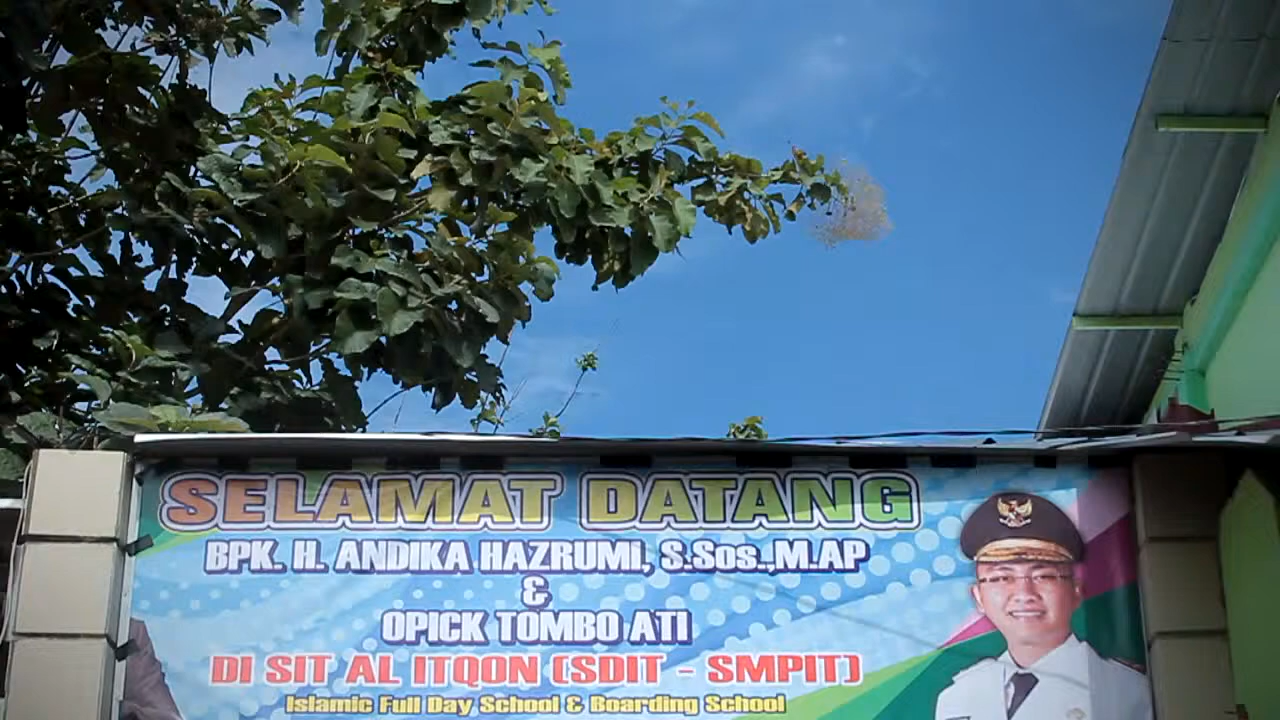 SELAMAT DATANG
BPK. H. ANDIKA HAZRUMI, S.Sos.,M.AP
&
OPICK TOMBO ATI
DI SIT AL ITQON (SDIT - SMPIT)
Islamic Full Day School & Boarding School